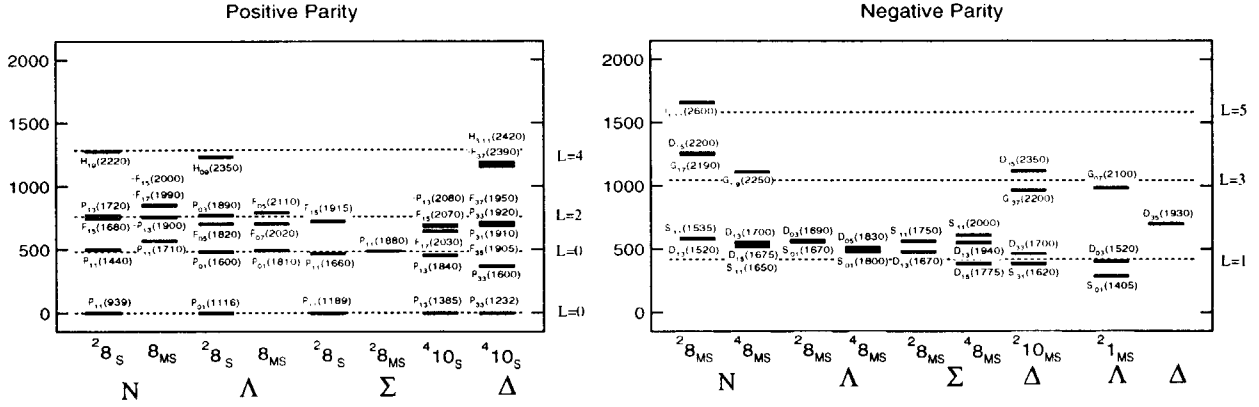 Positive Parity
2000
1500
1000
500
0
H₁₉(2220)
H₀₉(2350)
H₃,₁₁(2420)
F₃₇(2390)
L=4
F₁₅(2000)
F₁₇(1990)
P₁₃(1720)
F₁₅(1680)
P₁₃(1900)
P₁₁(1710)
P₁₁(1440)
P₀₃(1890)
F₀₅(1820)
P₀₁(1600)
F₀₅(2110)
F₀₇(2020)
P₀₁(1810)
F₁₅(1915)
P₁₁(1660)
P₁₁(1880)
P₁₃(2080)
F₁₅(2070)
F₁₇(2030)
P₁₃(1840)
F₃₇(1950)
P₃₃(1920)
P₃₁(1910)
F₃₅(1905)
P₃₃(1600)
L=2
L=0
P₁₁(939)
P₀₁(1116)
(1189)
P₁₃(1385)
P₃₃(1232)
L=0
²8S 8MS ²8S 8MS ²8S ²8MS ⁴10S ⁴10S
N Λ Σ Δ
Negative Parity
2000
1500
1000
500
0
(2600)
L=5
D₁₅(2200)
G₁₇(2190)
G₁₉(2250)
D₃₅(2350)
G₃₇(2200)
G₀₇(2100)
L=3
D₃₅(1930)
S₁₁(1535)
D₁₃(1520)
D₁₃(1700)
D₁₅(1675)
S₁₁(1650)
D₀₃(1690)
S₀₁(1670)
D₀₅(1830)
S₀₁(1800)
S₁₁(1750)
D₁₃(1670)
S₁₁(2000)
D₁₃(1940)
D₁₅(1775)
D₃₃(1700)
S₃₁(1620)
D₀₃(1520)
S₀₁(1405)
L=1
²8MS ⁴8MS ²8MS ⁴8MS ²8MS ⁴8MS ²10MS ²1MS
N Λ Σ Δ Λ Δ